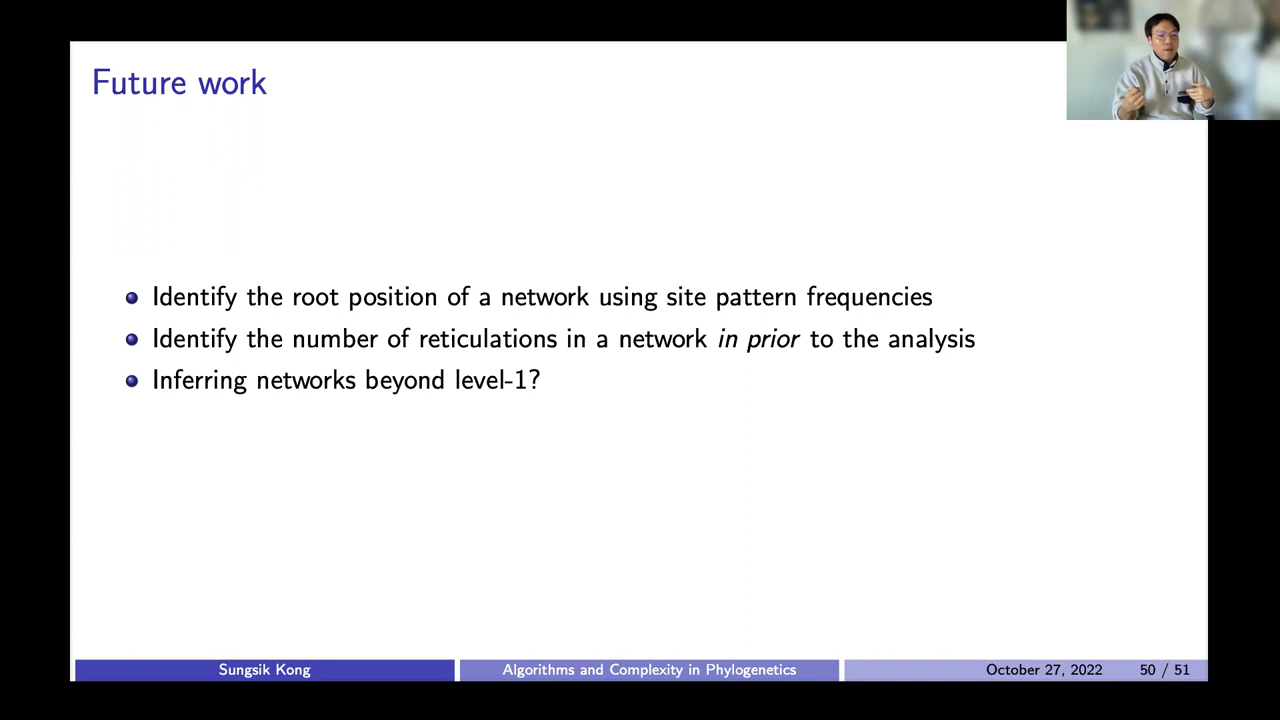 Future work
Identify the root position of a network using site pattern frequencies
Identify the number of reticulations in a network in prior to the analysis
Inferring networks beyond level-1?
Sungsik Kong
Algorithms and Complexity in Phylogenetics
October 27, 2022
50 / 51